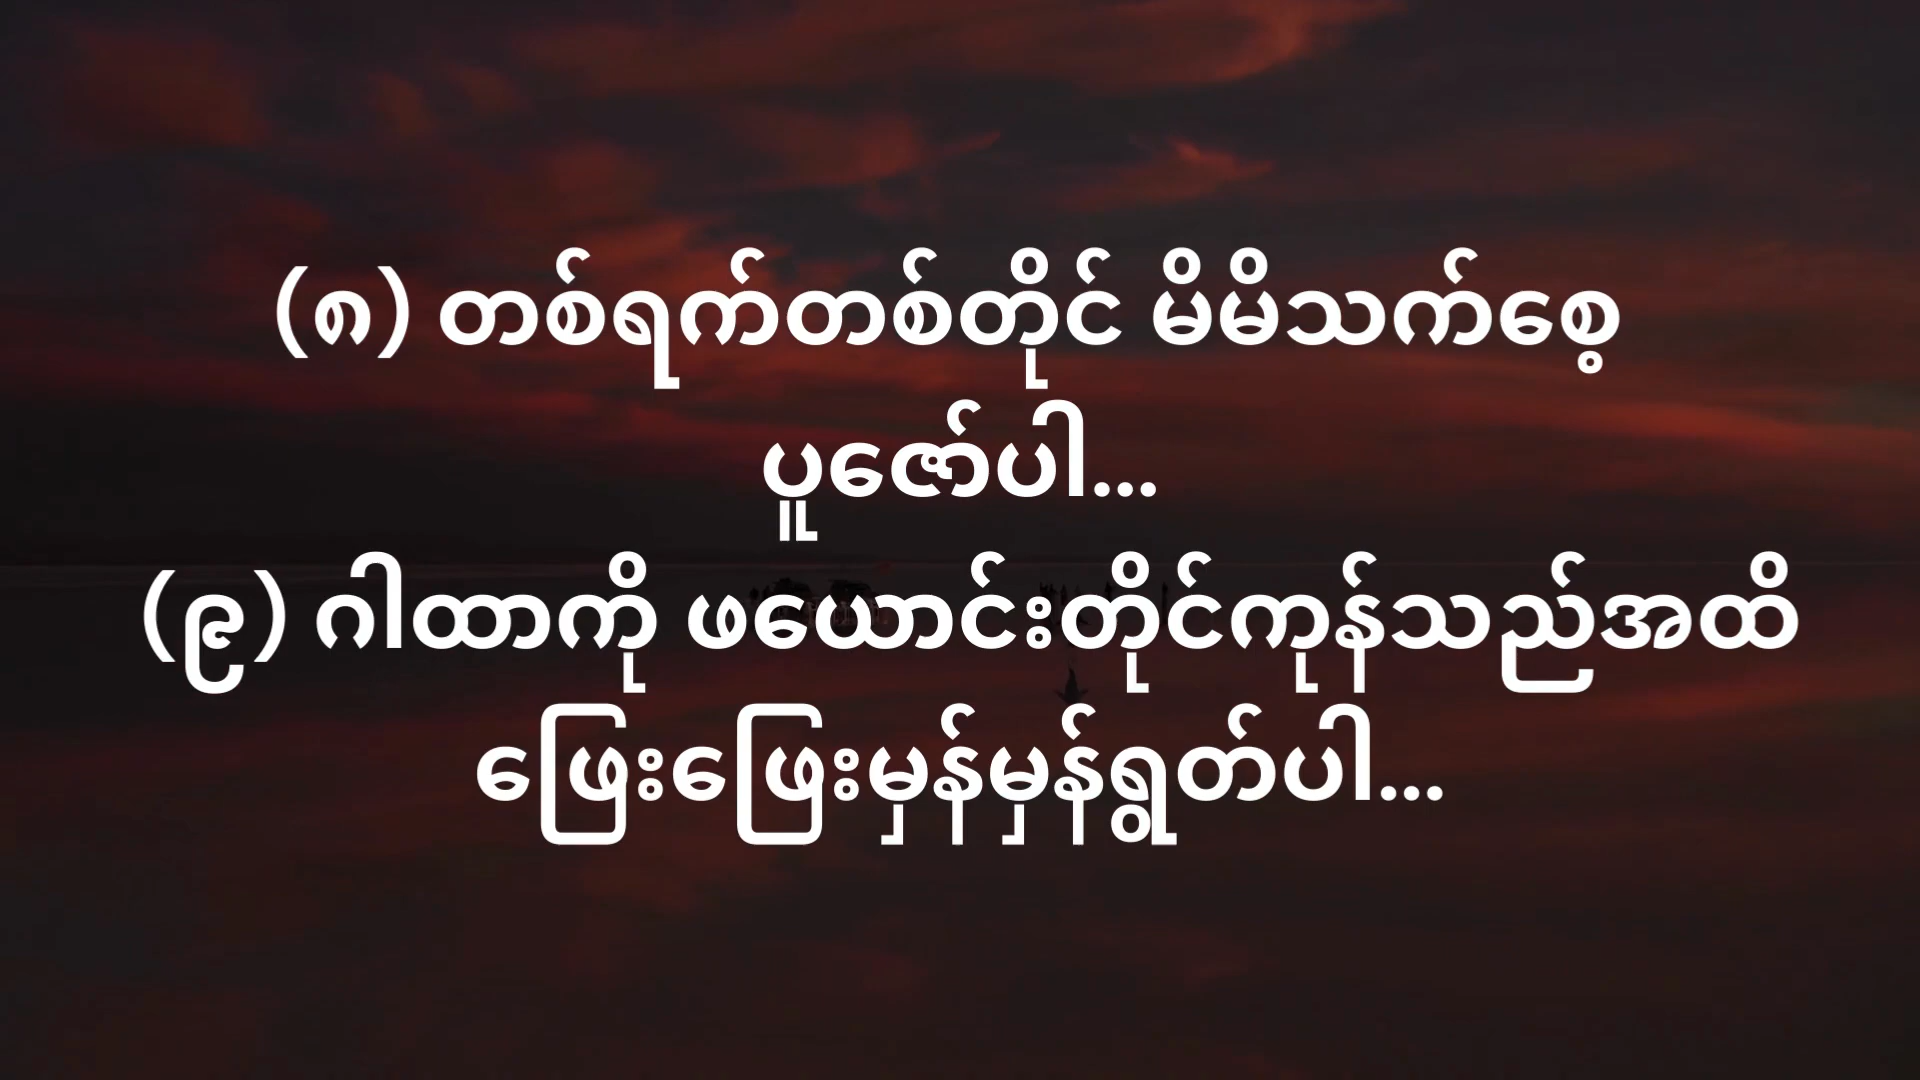 (၈) တစ်ရက်တစ်တိုင် မိမိသက်စေ့
ပူဇော်ပါ...
(၉) ဂါထာကို ဖယောင်းတိုင်ကုန်သည်အထိ
ဖြေးဖြေးမှန်မှန်ရွတ်ပါ...